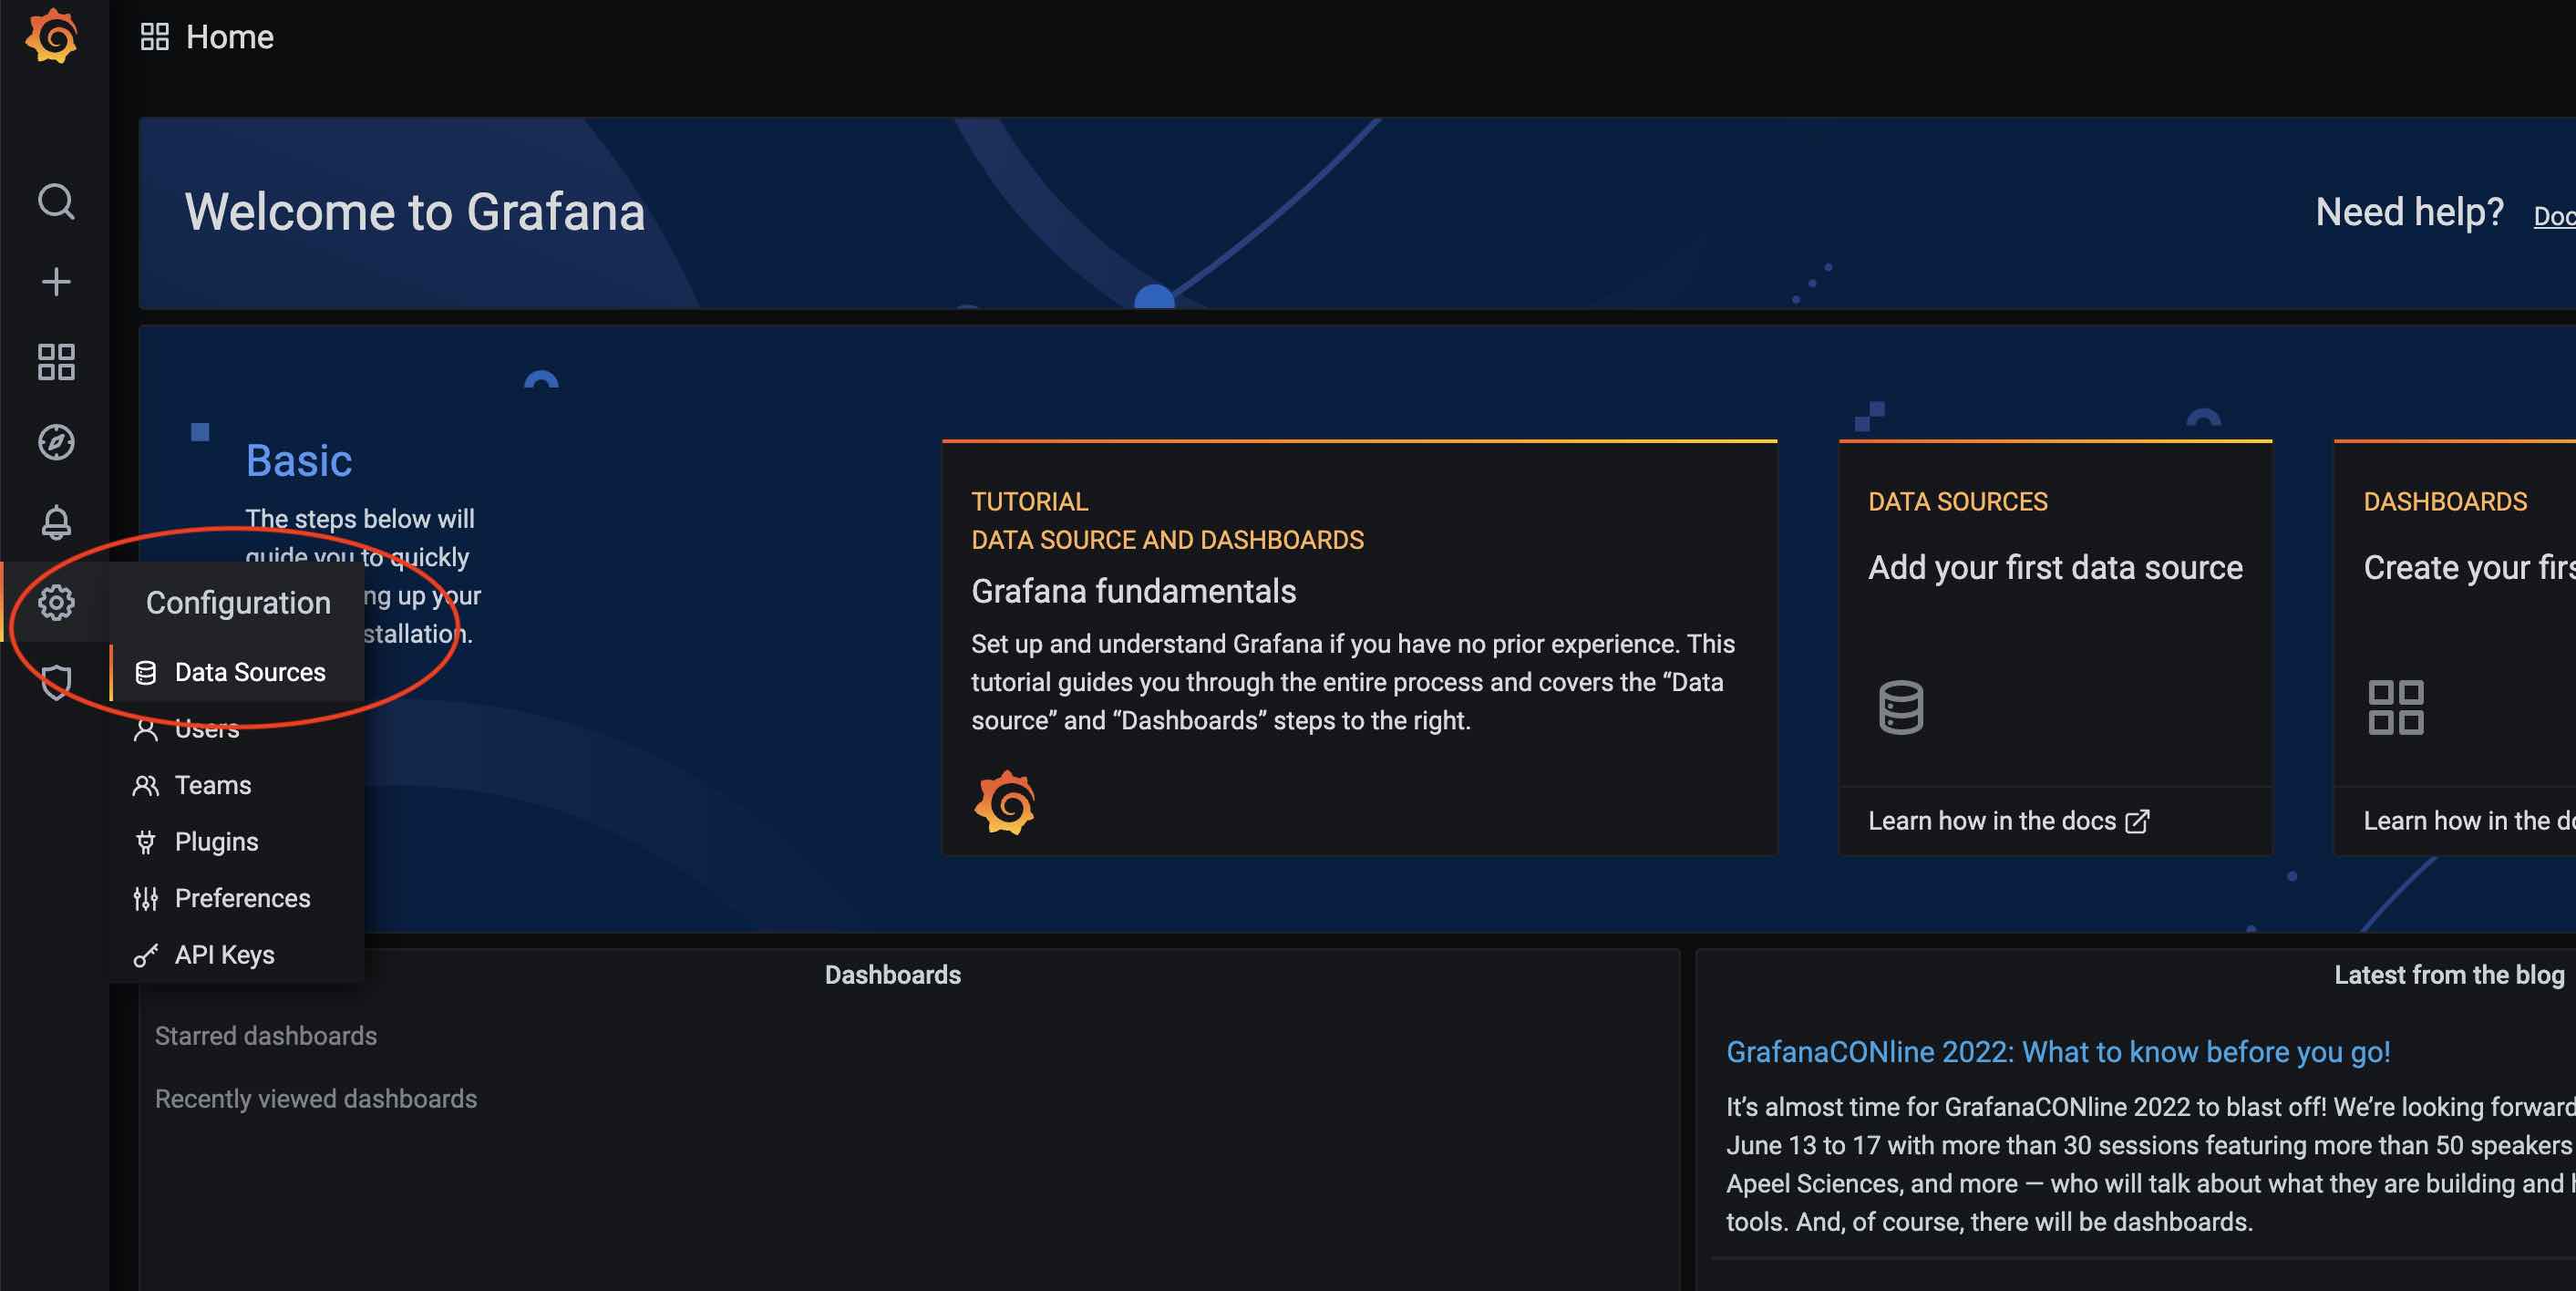 Home
Welcome to Grafana
Need help?
Basic
The steps below will
guide you to quickly
ng up your
stallation.
Configuration
Data Sources
Users
Teams
Plugins
Preferences
API Keys
TUTORIAL
DATA SOURCE AND DASHBOARDS
Grafana fundamentals
Set up and understand Grafana if you have no prior experience. This
tutorial guides you through the entire process and covers the “Data
source” and “Dashboards” steps to the right.
DATA SOURCES
Add your first data source
Learn how in the docs
DASHBOARDS
Create your firs
Learn how in the do
Dashboards
Starred dashboards
Recently viewed dashboards
Latest from the blog
GrafanaCONline 2022: What to know before you go!
It’s almost time for GrafanaCONline 2022 to blast off! We’re looking forward
June 13 to 17 with more than 30 sessions featuring more than 50 speakers
Apeel Sciences, and more — who will talk about what they are building and
tools. And, of course, there will be dashboards.